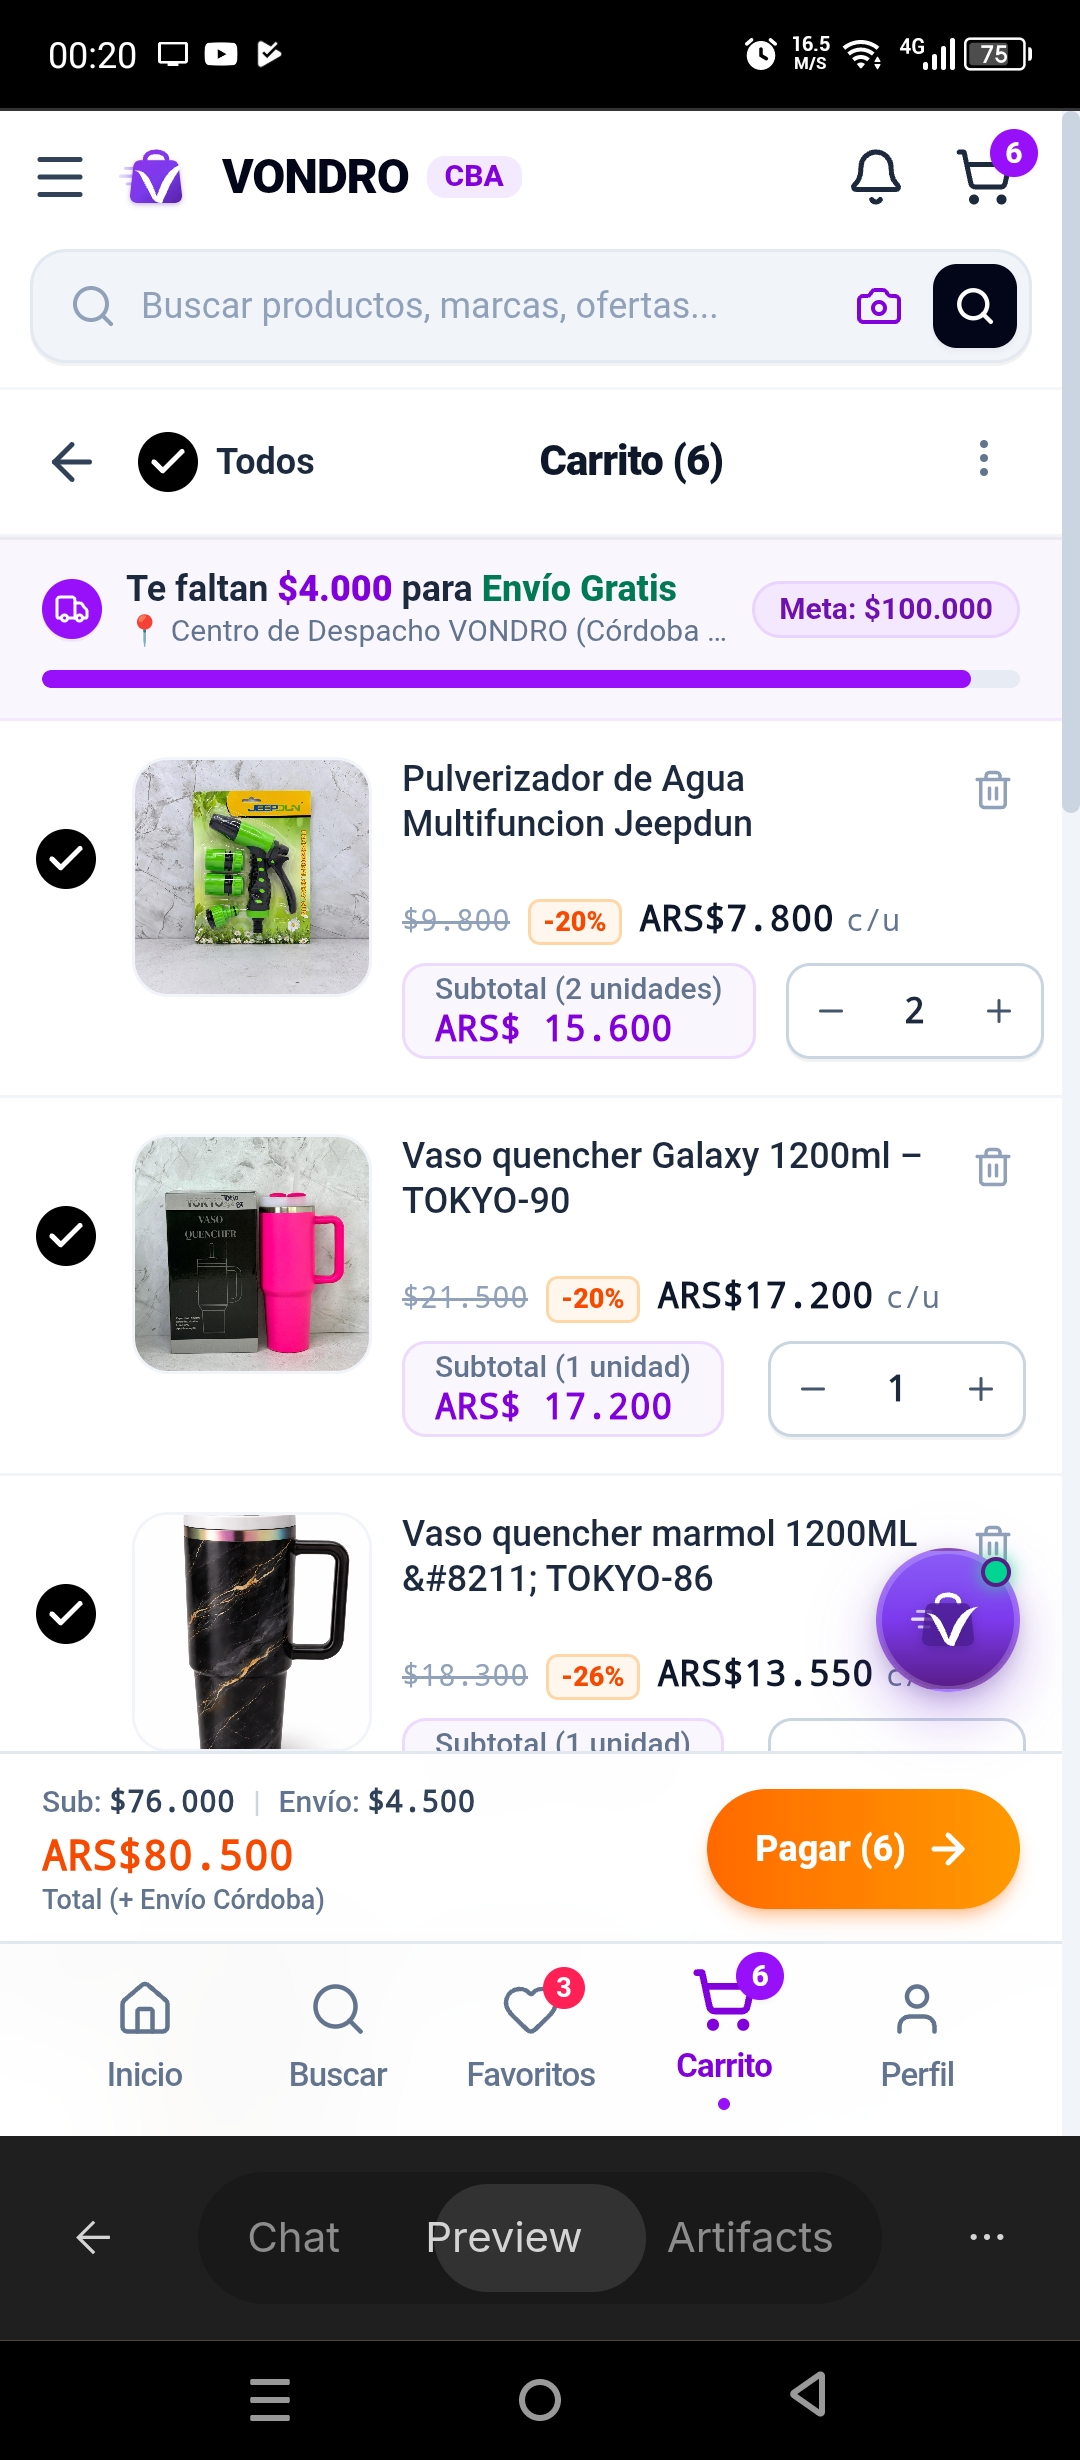 00:20
16.5 M/S
4G
75
VONDRO CBA
6
Buscar productos, marcas, ofertas...
Todos
Carrito (6)
Te faltan $4.000 para Envío Gratis
📍 Centro de Despacho VONDRO (Córdoba ...
Meta: $100.000
JEEPDUN
Pulverizador de Agua
Multifuncion Jeepdun
$9.800 -20% ARS$7.800 c/u
Subtotal (2 unidades)
ARS$ 15.600
− 2 +
VASO
QUENCHER
Vaso quencher Galaxy 1200ml –
TOKYO-90
$21.500 -20% ARS$17.200 c/u
Subtotal (1 unidad)
ARS$ 17.200
− 1 +
Vaso quencher marmol 1200ML
&#8211; TOKYO-86
$18.300 -26% ARS$13.550
Subtotal (1 unidad)
Sub: $76.000 | Envío: $4.500
ARS$80.500
Total (+ Envío Córdoba)
Pagar (6) →
3
6
Inicio
Buscar
Favoritos
Carrito
Perfil
Chat
Preview
Artifacts